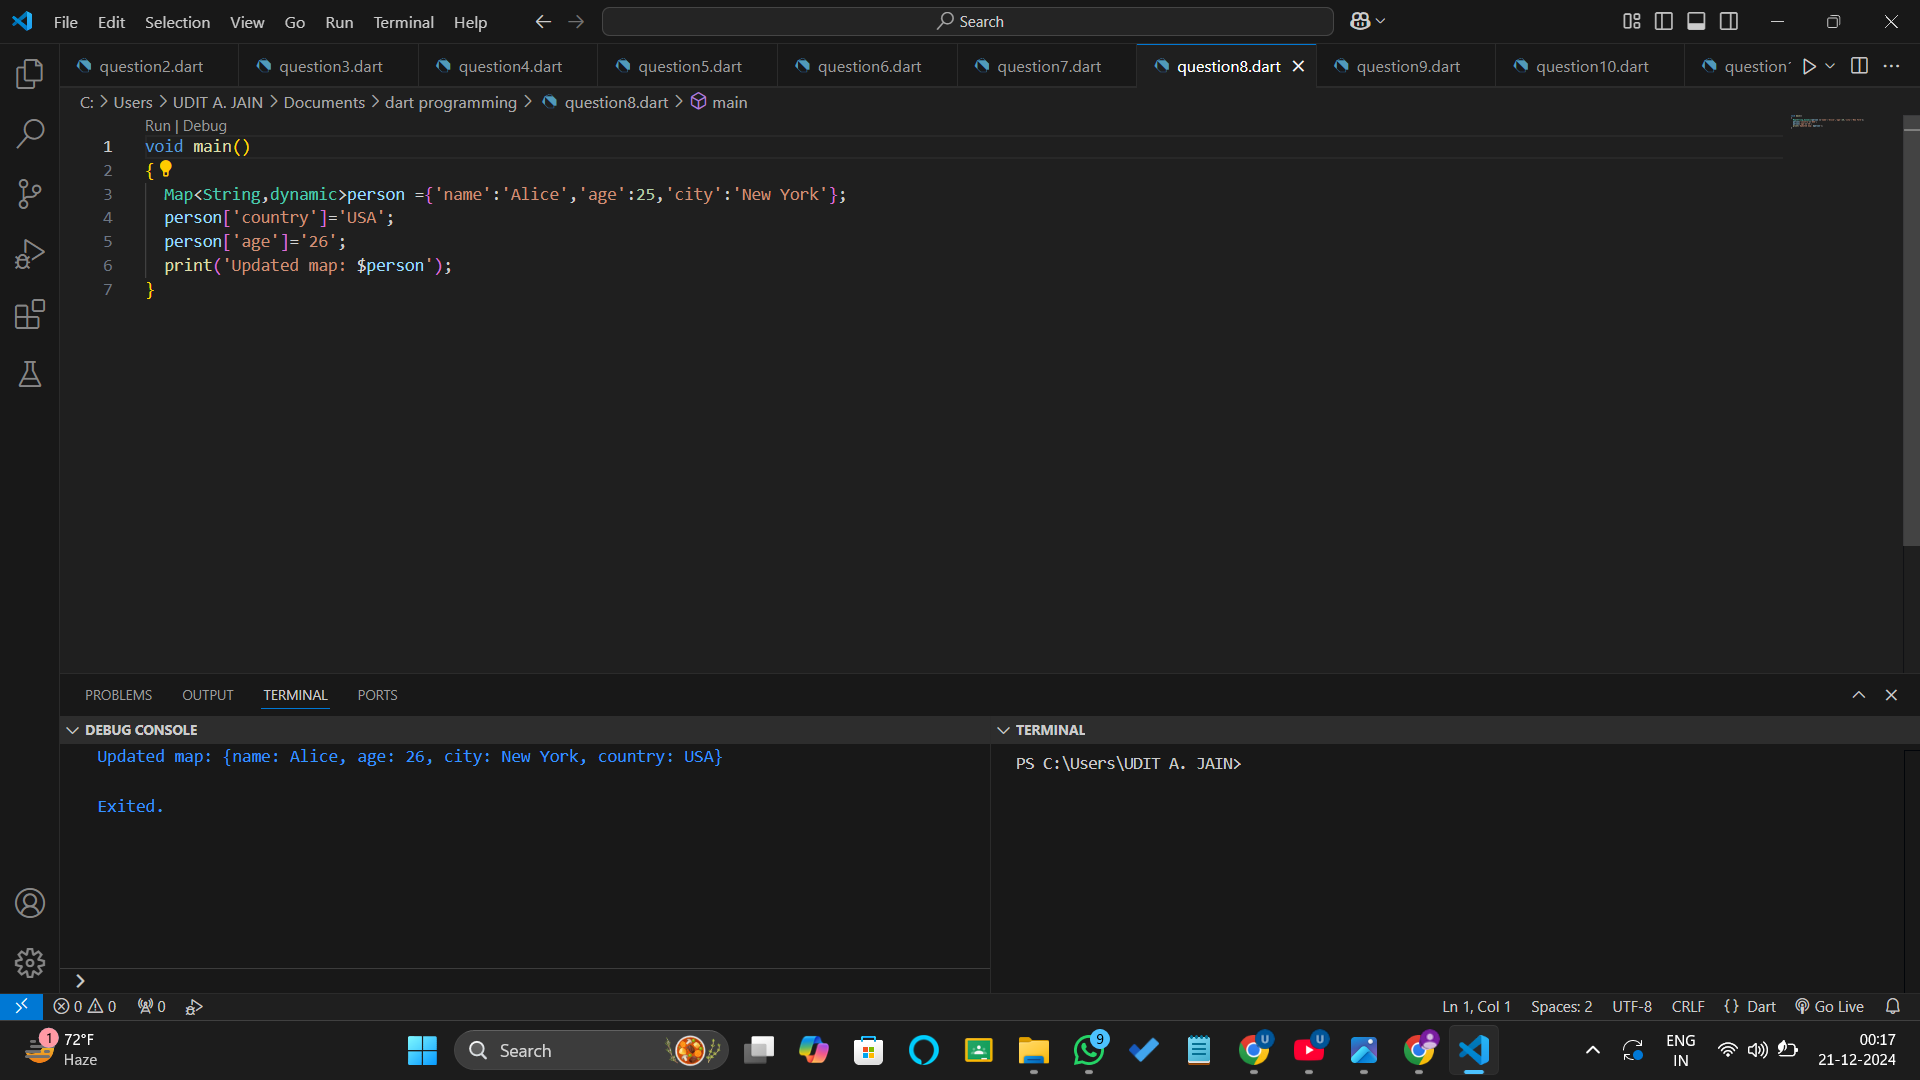 File Edit Selection View Go Run Terminal Help Search
question2.dart question3.dart question4.dart question5.dart question6.dart question7.dart question8.dart question9.dart question10.dart question1
C: > Users > UDIT A. JAIN > Documents > dart programming > question8.dart > main
Run | Debug
1 void main()
2 {
3 Map<String,dynamic>person ={'name':'Alice','age':25,'city':'New York'};
4 person['country']='USA';
5 person['age']='26';
6 print('Updated map: $person');
7 }
PROBLEMS OUTPUT TERMINAL PORTS
DEBUG CONSOLE
Updated map: {name: Alice, age: 26, city: New York, country: USA}
Exited.
TERMINAL
PS C:\Users\UDIT A. JAIN>
0 0 0 Ln 1, Col 1 Spaces: 2 UTF-8 CRLF {} Dart Go Live
1 72°F
Haze
Search
9
U
U
ENG
IN
00:17
21-12-2024